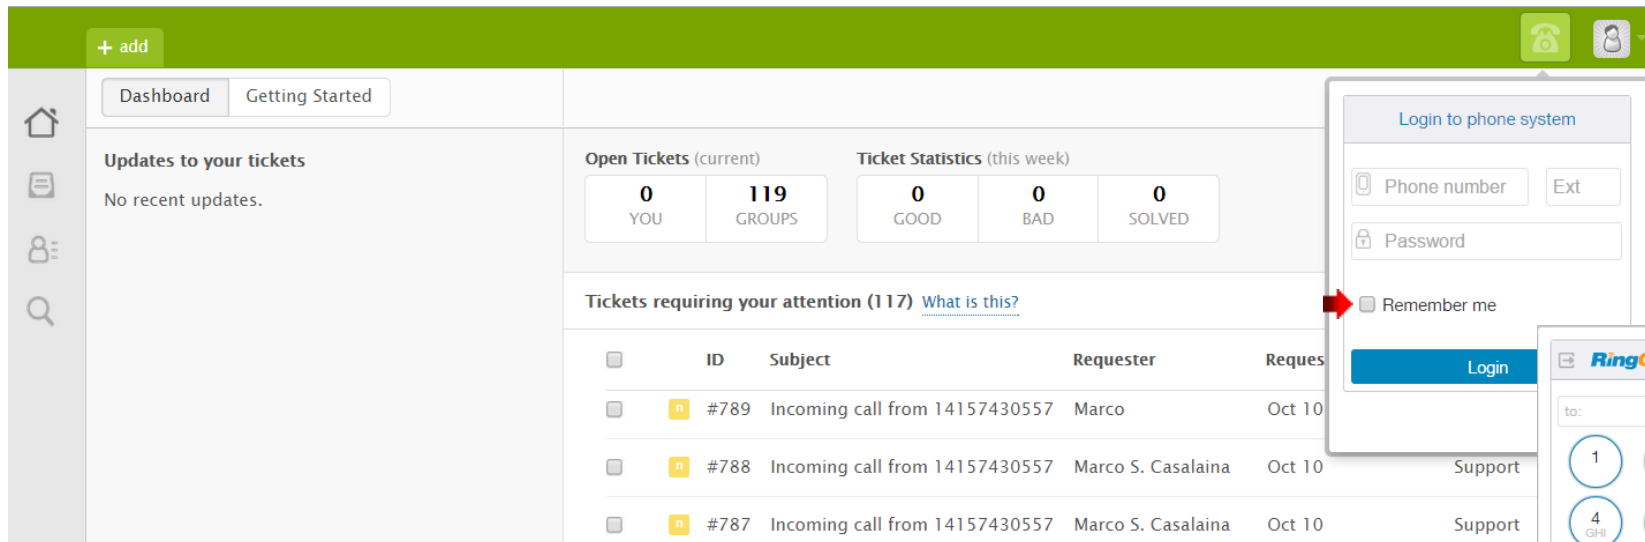 + add
Dashboard
Getting Started
Updates to your tickets
No recent updates.
Open Tickets (current)
0
YOU
119
GROUPS
Ticket Statistics (this week)
0
GOOD
0
BAD
0
SOLVED
Tickets requiring your attention (117) What is this?
ID Subject Requester Reques
n #789 Incoming call from 14157430557 Marco Oct 10
n #788 Incoming call from 14157430557 Marco S. Casalaina Oct 10 Support
n #787 Incoming call from 14157430557 Marco S. Casalaina Oct 10 Support
Login to phone system
Phone number
Ext
Password
Remember me
Login
Ring
to:
1
4
GHI